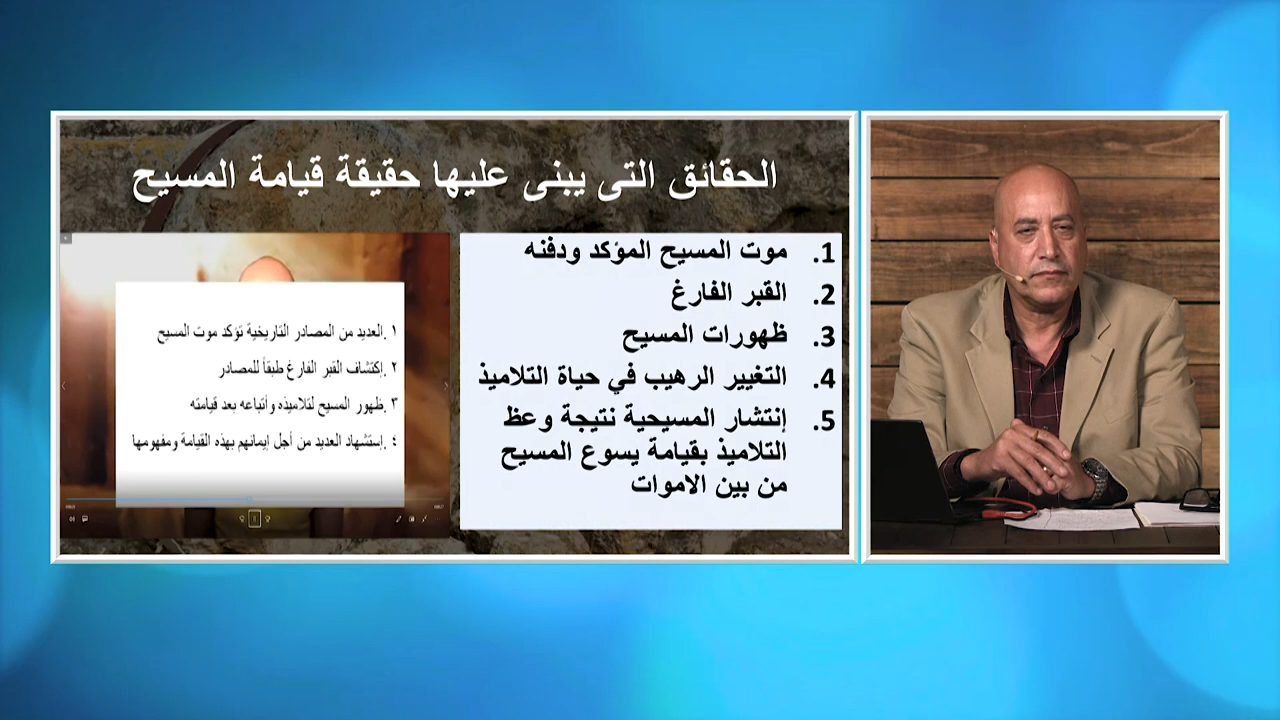 الحقائق التى يبنى عليها حقيقة قيامة المسيح
1. موت المسيح المؤكد ودفنه
2. القبر الفارغ
3. ظهورات المسيح
4. التغيير الرهيب في حياة التلاميذ
5. إنتشار المسيحية نتيجة وعظ
التلاميذ بقيامة يسوع المسيح
من بين الاموات
١ .العديد من المصادر التاريخية تؤكد موت المسيح
٢ .إكتشاف القبر الفارغ طبقاً للمصادر
٣ .ظهور المسيح لتلاميذه وأتباعه بعد قيامته
٤ .إستشهاد العديد من أجل إيمانهم بهذه القيامة ومفهومها